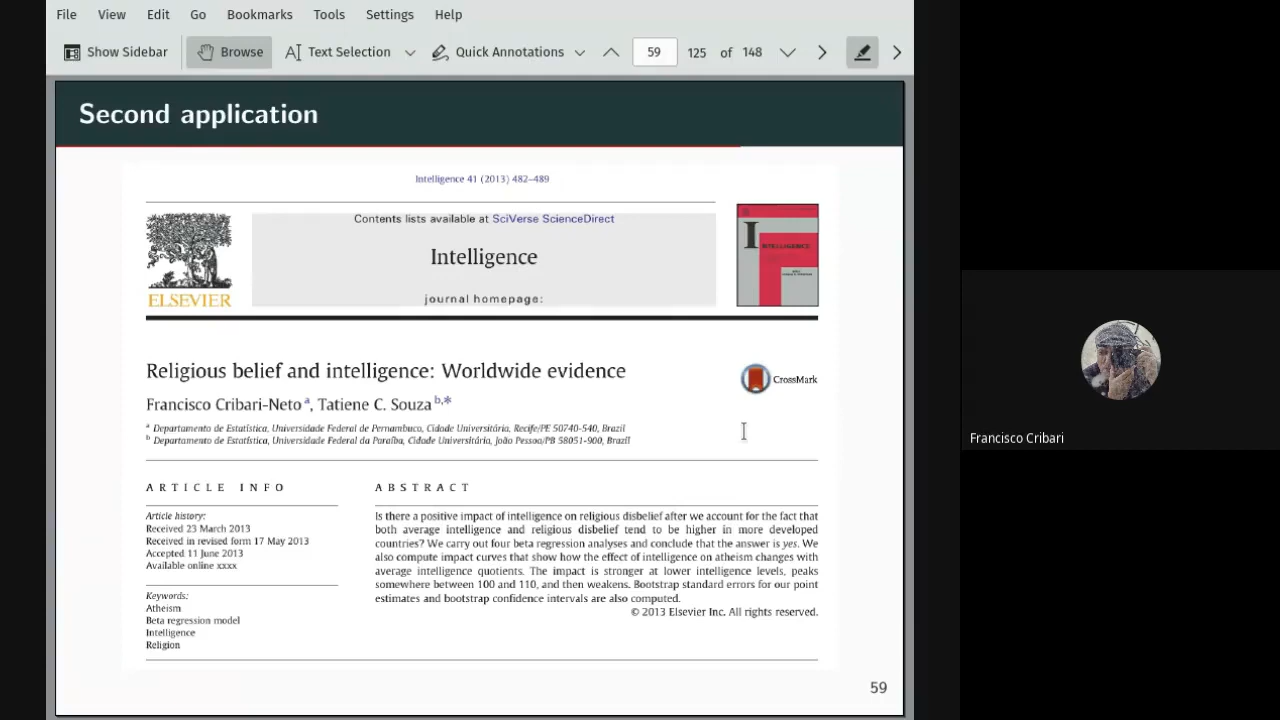 File View Edit Go Bookmarks Tools Settings Help
Show Sidebar Browse Text Selection Quick Annotations 59 125 of 148
Second application
Intelligence 41 (2013) 482–489
Contents lists available at SciVerse ScienceDirect
Intelligence
journal homepage:
ELSEVIER
I
INTELLIGENCE
Religious belief and intelligence: Worldwide evidence
CrossMark
Francisco Cribari-Neto a, Tatiene C. Souza b,*
a Departamento de Estatística, Universidade Federal de Pernambuco, Cidade Universitária, Recife/PE 50740-540, Brazil
b Departamento de Estatística, Universidade Federal da Paraíba, Cidade Universitária, João Pessoa/PB 58051-900, Brazil
ARTICLE INFO
Article history:
Received 23 March 2013
Received in revised form 17 May 2013
Accepted 11 June 2013
Available online xxxx
Keywords:
Atheism
Beta regression model
Intelligence
Religion
ABSTRACT
Is there a positive impact of intelligence on religious disbelief after we account for the fact that
both average intelligence and religious disbelief tend to be higher in more developed
countries? We carry out four beta regression analyses and conclude that the answer is yes. We
also compute impact curves that show how the effect of intelligence on atheism changes with
average intelligence quotients. The impact is stronger at lower intelligence levels, peaks
somewhere between 100 and 110, and then weakens. Bootstrap standard errors for our point
estimates and bootstrap confidence intervals are also computed.
© 2013 Elsevier Inc. All rights reserved.
59
Francisco Cribari